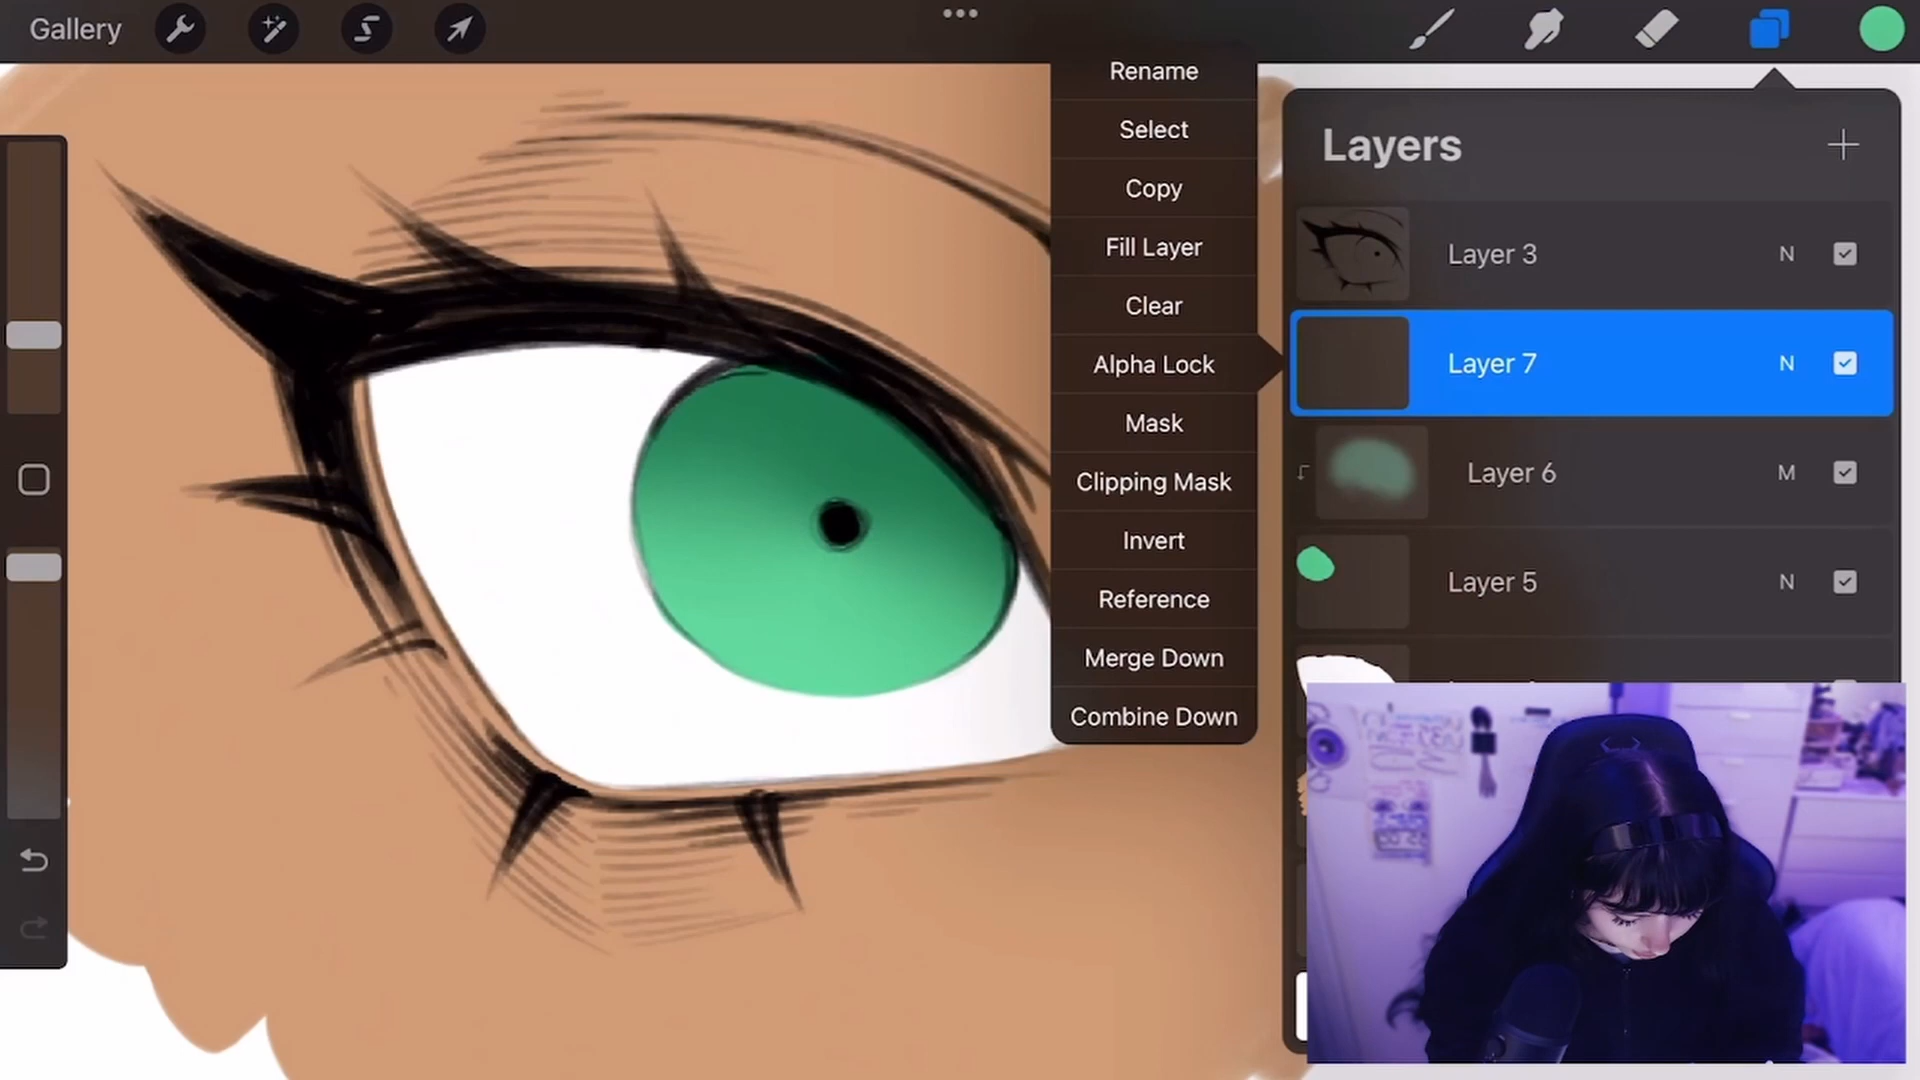 Gallery
Rename
Select
Copy
Fill Layer
Clear
Alpha Lock
Mask
Clipping Mask
Invert
Reference
Merge Down
Combine Down
Layers
Layer 3 N
Layer 7 N
Layer 6 M
Layer 5 N